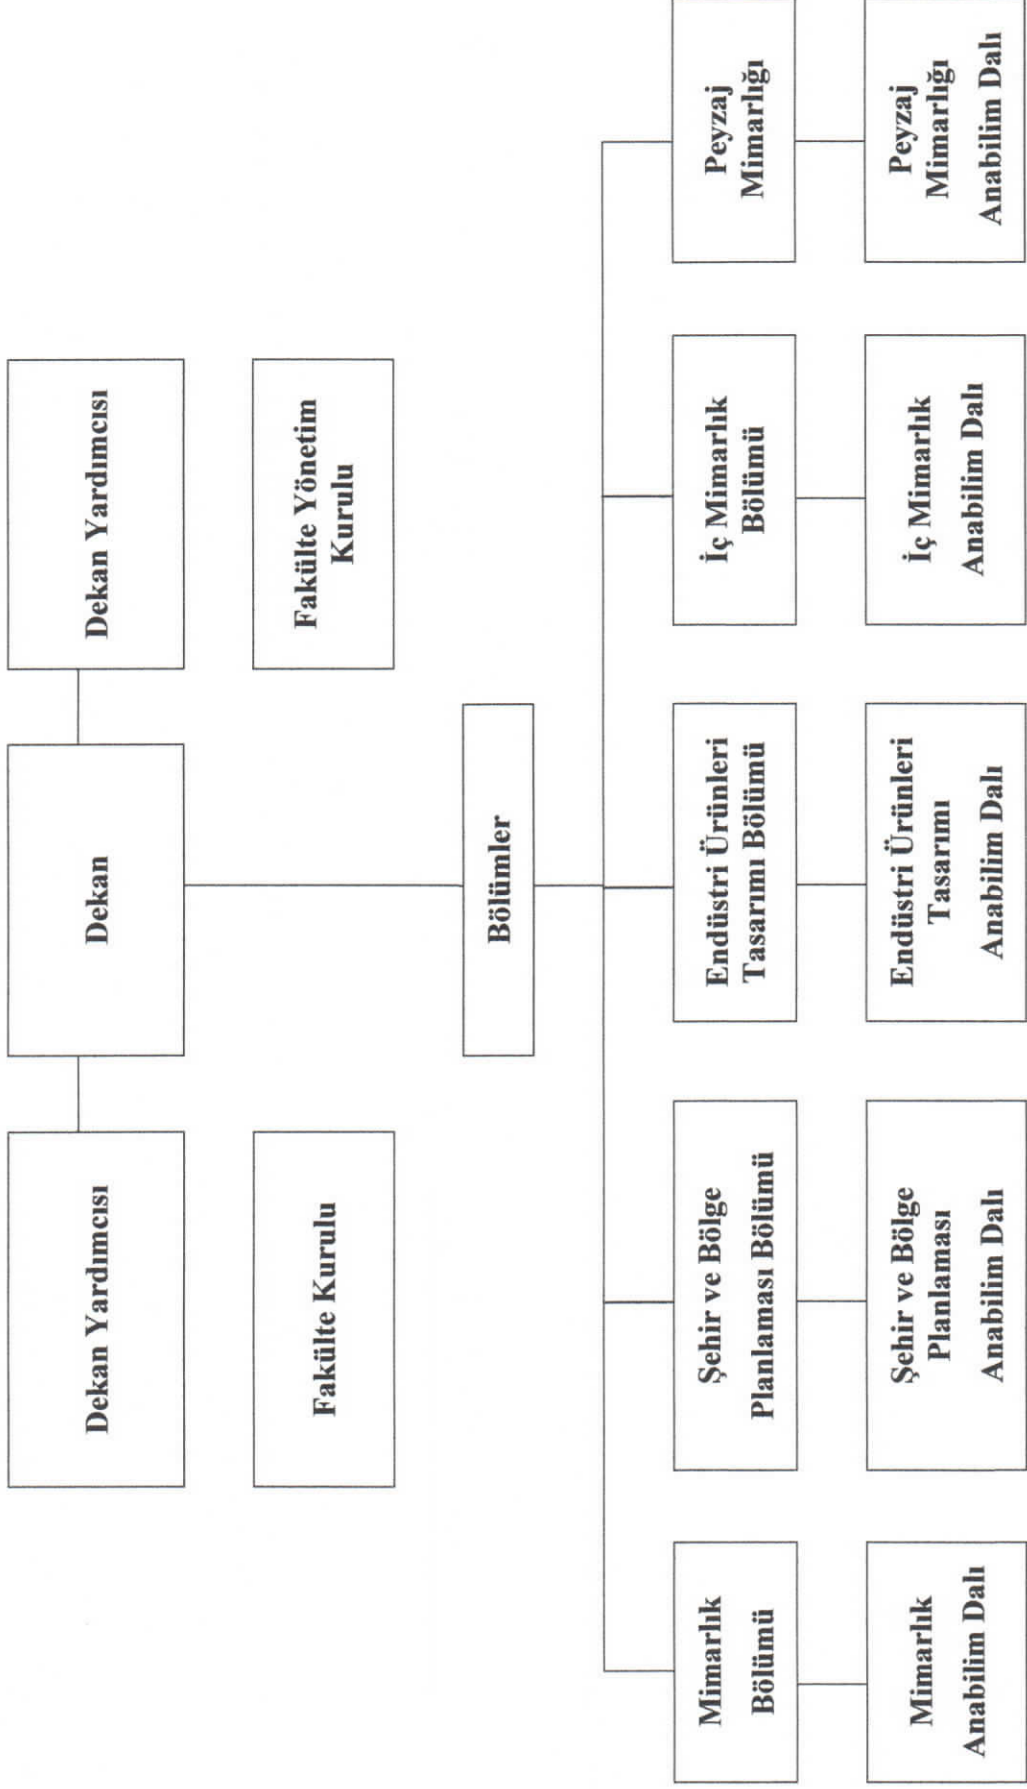 Dekan Yardımcısı
Dekan
Dekan Yardımcısı
Fakülte Kurulu
Fakülte Yönetim
Kurulu
Bölümler
Mimarlık
Bölümü
Şehir ve Bölge
Planlaması Bölümü
Endüstri Ürünleri
Tasarımı Bölümü
İç Mimarlık
Bölümü
Peyzaj
Mimarlığı
Mimarlık
Anabilim Dalı
Şehir ve Bölge
Planlaması
Anabilim Dalı
Endüstri Ürünleri
Tasarımı
Anabilim Dalı
İç Mimarlık
Anabilim Dalı
Peyzaj
Mimarlığı
Anabilim Dalı